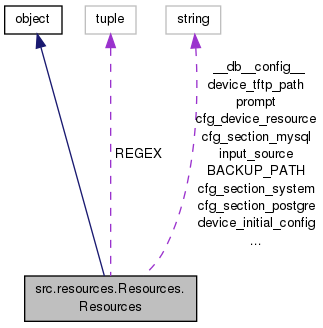 object
tuple
string
__db__config__
device_tftp_path
prompt
cfg_device_resource
cfg_section_mysql
input_source
BACKUP_PATH
cfg_section_system
cfg_section_postgre
device_initial_config
...
REGEX
src.resources.Resources.
Resources